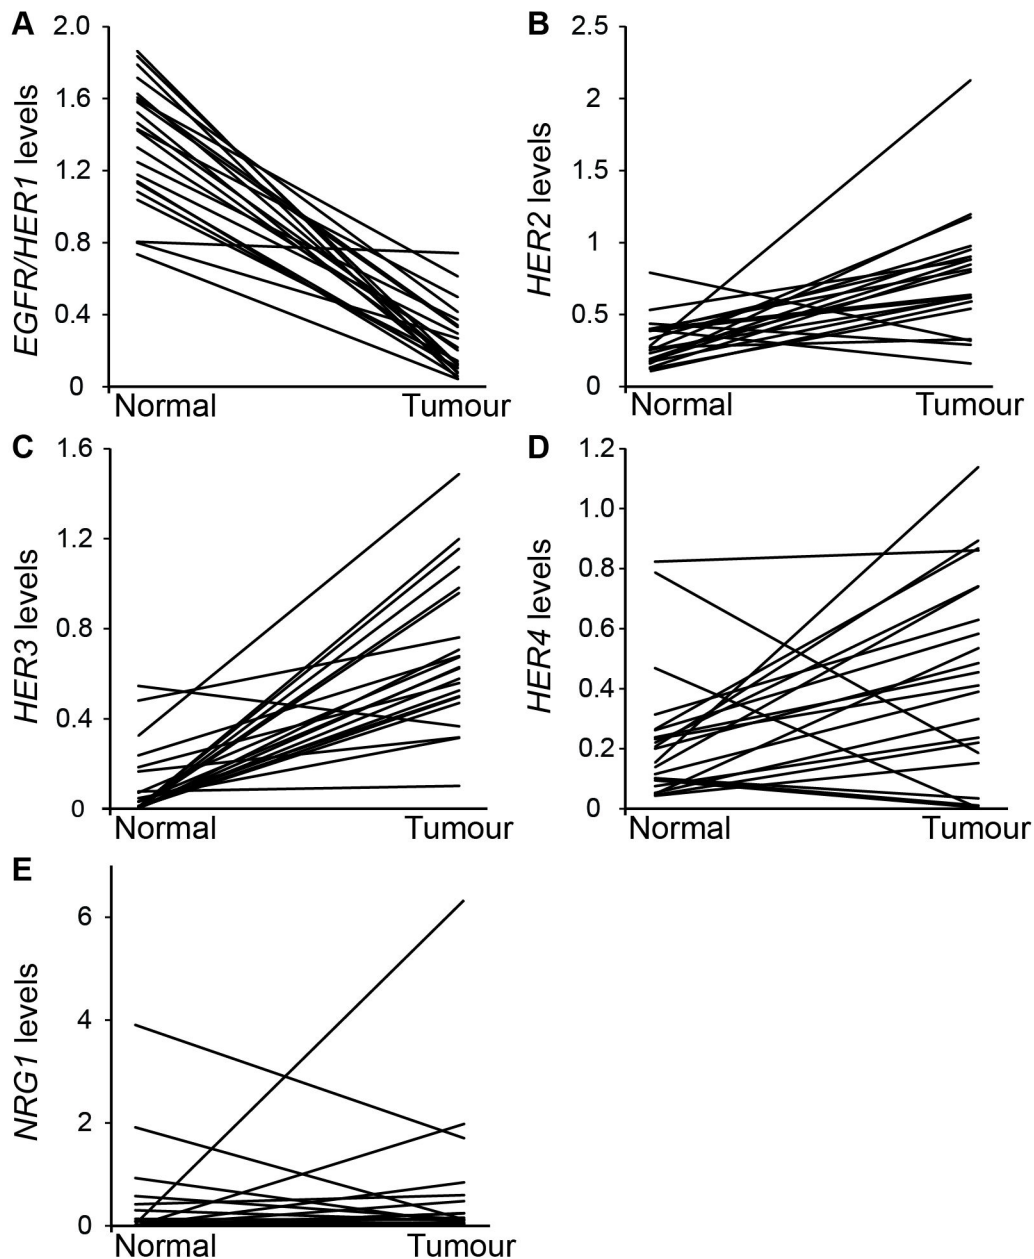 A
EGFR/HER1 levels
2.0
1.6
1.2
0.8
0.4
0
Normal Tumour
B
HER2 levels
2.5
2
1.5
1
0.5
0
Normal Tumour
C
HER3 levels
1.6
1.2
0.8
0.4
0
Normal Tumour
D
HER4 levels
1.2
0.1.0
0.8
0.6
0.4
0.2
0
Normal Tumour
E
NRG1 levels
6
4
2
0
Normal Tumour